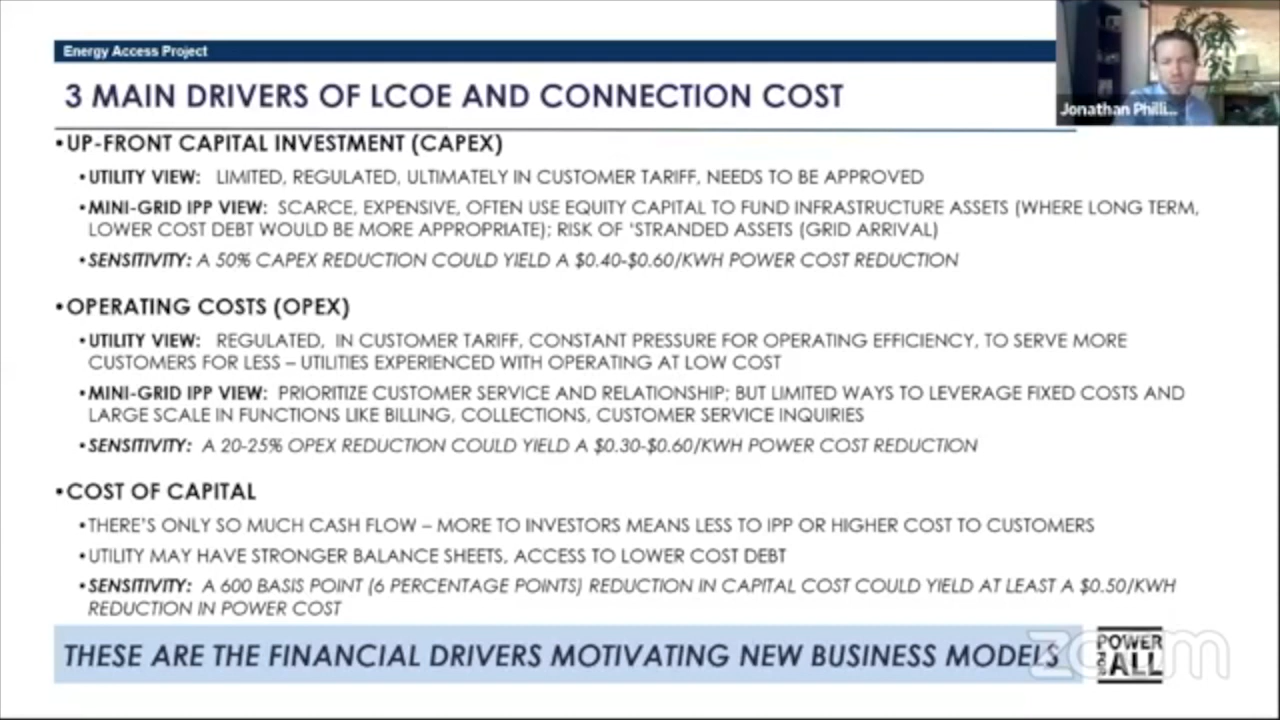 Energy Access Project
Jonathan Philli...
3 MAIN DRIVERS OF LCOE AND CONNECTION COST
•UP-FRONT CAPITAL INVESTMENT (CAPEX)
•UTILITY VIEW: LIMITED, REGULATED, ULTIMATELY IN CUSTOMER TARIFF, NEEDS TO BE APPROVED
•MINI-GRID IPP VIEW: SCARCE, EXPENSIVE, OFTEN USE EQUITY CAPITAL TO FUND INFRASTRUCTURE ASSETS (WHERE LONG TERM,
LOWER COST DEBT WOULD BE MORE APPROPRIATE); RISK OF ‘STRANDED ASSETS (GRID ARRIVAL)
•SENSITIVITY: A 50% CAPEX REDUCTION COULD YIELD A $0.40-$0.60/KWH POWER COST REDUCTION
•OPERATING COSTS (OPEX)
•UTILITY VIEW: REGULATED, IN CUSTOMER TARIFF, CONSTANT PRESSURE FOR OPERATING EFFICIENCY, TO SERVE MORE
CUSTOMERS FOR LESS – UTILITIES EXPERIENCED WITH OPERATING AT LOW COST
•MINI-GRID IPP VIEW: PRIORITIZE CUSTOMER SERVICE AND RELATIONSHIP; BUT LIMITED WAYS TO LEVERAGE FIXED COSTS AND
LARGE SCALE IN FUNCTIONS LIKE BILLING, COLLECTIONS, CUSTOMER SERVICE INQUIRIES
•SENSITIVITY: A 20-25% OPEX REDUCTION COULD YIELD A $0.30-$0.60/KWH POWER COST REDUCTION
•COST OF CAPITAL
•THERE'S ONLY SO MUCH CASH FLOW – MORE TO INVESTORS MEANS LESS TO IPP OR HIGHER COST TO CUSTOMERS
•UTILITY MAY HAVE STRONGER BALANCE SHEETS, ACCESS TO LOWER COST DEBT
•SENSITIVITY: A 600 BASIS POINT (6 PERCENTAGE POINTS) REDUCTION IN CAPITAL COST COULD YIELD AT LEAST A $0.50/KWH
REDUCTION IN POWER COST
THESE ARE THE FINANCIAL DRIVERS MOTIVATING NEW BUSINESS MODELS
zoom
POWER
FOR ALL